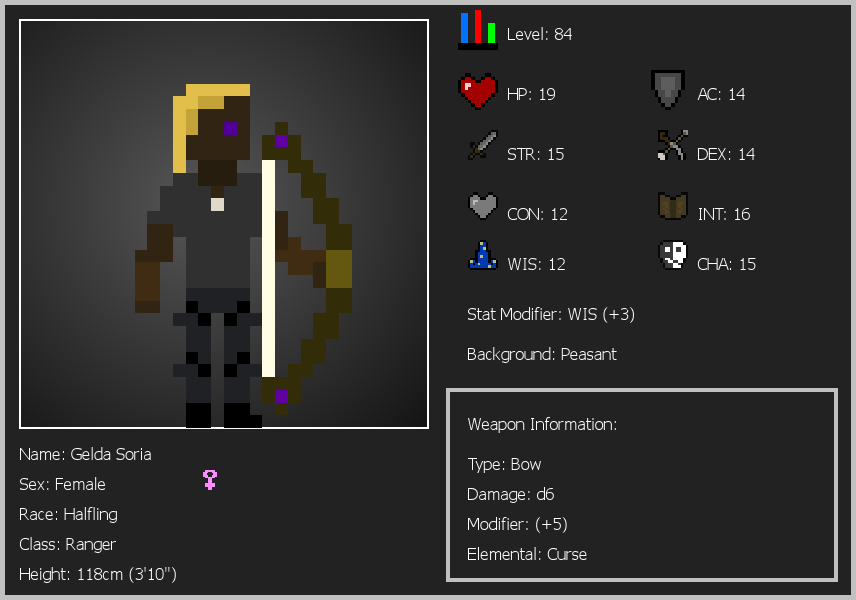 Level: 84
HP: 19
AC: 14
STR: 15
DEX: 14
CON: 12
INT: 16
WIS: 12
CHA: 15
Stat Modifier: WIS (+3)
Background: Peasant
Weapon Information:
Type: Bow
Damage: d6
Modifier: (+5)
Elemental: Curse
Name: Gelda Soria
Sex: Female
Race: Halfling
Class: Ranger
Height: 118cm (3'10")